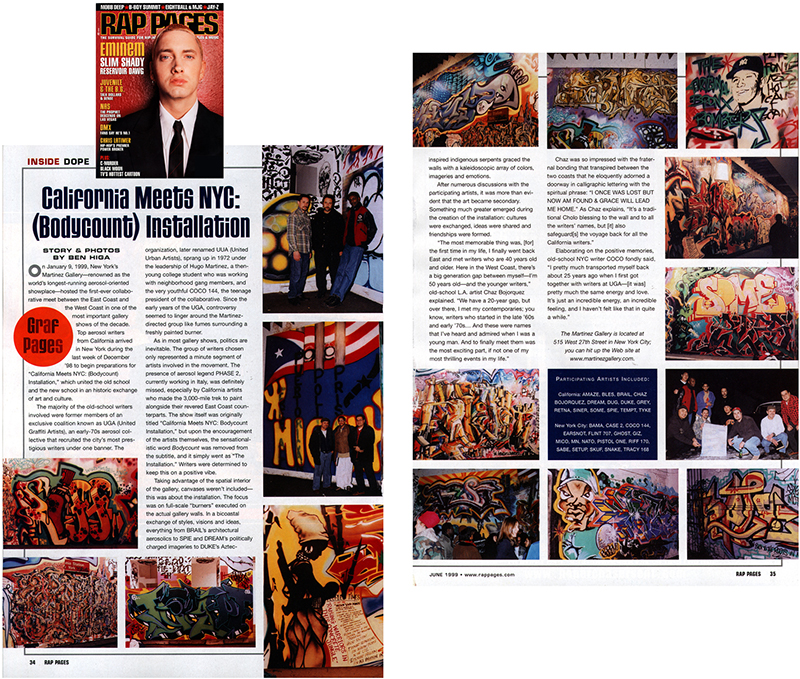 MOBB DEEP • B-BOY SUMMIT • EIGHTBALL & MJG • JAY-Z
RAP PAGES
EMINEM
SLIM SHADY
RESERVOIR DAWG
JUVENILE
& THE B.G.
NAS
THE PROPHET
LAS VEGAS
DMX
CHRIS LATIMER
HIP-HOP'S PREMIER
POWER BROKER
PLUS
C-MURDER
BLACK MOON
TV'S HOTTEST CARTOON
INSIDE DOPE
California Meets NYC:
(Bodycount) Installation
STORY & PHOTOS
BY BEN HIGA
On January 9, 1999, New York's
Martinez Gallery—renowned as the
world's longest-running aerosol-oriented
showplace—hosted the first-ever collabo-
rative meet between the East Coast and
the West Coast in one of the
most important gallery
shows of the decade.
Top aerosol writers
from California arrived
in New York during the
last week of December
'98 to begin preparations for
"California Meets NYC: (Bodycount)
Installation," which united the old school
and the new school in an historic exchange
of art and culture.
The majority of the old-school writers
involved were former members of an
exclusive coalition known as UGA (United
Graffiti Artists), an early-70s aerosol col-
lective that recruited the city's most pres-
tigious writers under one banner. The
Graf
Pages
organization, later renamed UUA (United
Urban Artists), sprang up in 1972 under
the leadership of Hugo Martinez, a then-
young college student who was working
with neighborhood gang members, and
the very youthful COCO 144, the teenage
president of the collaborative. Since the
early years of the UGA, controversy
seemed to linger around the Martinez-
directed group like fumes surrounding a
freshly painted burner.
As in most gallery shows, politics are
inevitable. The group of writers chosen
only represented a minute segment of
artists involved in the movement. The
presence of aerosol legend PHASE 2,
currently working in Italy, was definitely
missed, especially by California artists
who made the 3,000-mile trek to paint
alongside their revered East Coast coun-
terparts. The show itself was originally
titled "California Meets NYC: Bodycount
Installation," but upon the encouragement
of the artists themselves, the sensational-
istic word Bodycount was removed from
the subtitle, and it simply went as "The
Installation." Writers were determined to
keep this on a positive vibe.
Taking advantage of the spatial interior
of the gallery, canvases weren't included—
this was about the installation. The focus
was on full-scale "burners" executed on
the actual gallery walls. In a bicoastal
exchange of styles, visions and ideas,
everything from BRAIL's architectural
aerosols to SPIE and DREAM's politically
charged imageries to DUKE's Aztec-
34 RAP PAGES
inspired indigenous serpents graced the
walls with a kaleidoscopic array of colors,
imageries and emotions.
After numerous discussions with the
participating artists, it was more than evi-
dent that the art became secondary.
Something much greater emerged during
the creation of the installation: cultures
were exchanged, ideas shared and
friendships were formed.
"The most memorable thing was, [for]
the first time in my life, I finally went back
East and met writers who are 40 years old
and older. Here in the West Coast, there's
a big generation gap between myself—I'm
50 years old—and the younger writers,"
old-school L.A. artist Chaz Bojorquez
explained. "We have a 20-year gap, but
over there, I met my contemporaries; you
know, writers who started in the late '60s
and early '70s.... And these were names
that I've heard and admired when I was a
young man. And to finally meet them was
the most exciting part, if not one of my
most thrilling events in my life."
Chaz was so impressed with the frater-
nal bonding that transpired between the
two coasts that he eloquently adorned a
doorway in calligraphic lettering with the
spiritual phrase: "I ONCE WAS LOST BUT
NOW AM FOUND & GRACE WILL LEAD
ME HOME." As Chaz explains, "It's a tradi-
tional Cholo blessing to the wall and to all
the writers' names, but [it] also
safeguard[s] the voyage back for all the
California writers."
Elaborating on the positive memories,
old-school NYC writer COCO fondly said,
"I pretty much transported myself back
about 25 years ago when I first got
together with writers at UGA—[it was]
pretty much the same energy and love.
It's just an incredible energy, an incredible
feeling, and I haven't felt like that in quite
a while."
The Martinez Gallery is located at
515 West 27th Street in New York City;
you can hit up the Web site at
www.martinezgallery.com.
PARTICIPATING ARTISTS INCLUDED:
California: AMAZE, BLES, BRAIL, CHAZ
BOJORQUEZ, DREAM, DUG, DUKE, GREY,
RETNA, SINER, SOME, SPIE, TEMPT, TYKE
New York City: BAMA, CASE 2, COCO 144,
EARSNOT, FLINT 707, GHOST, GIZ,
MICO, MN, NATO, PISTOL ONE, RIFF 170,
SABE, SETUP, SKUF, SNAKE, TRACY 168
SOME
JUNE 1999 • www.rappages.com
RAP PAGES 35